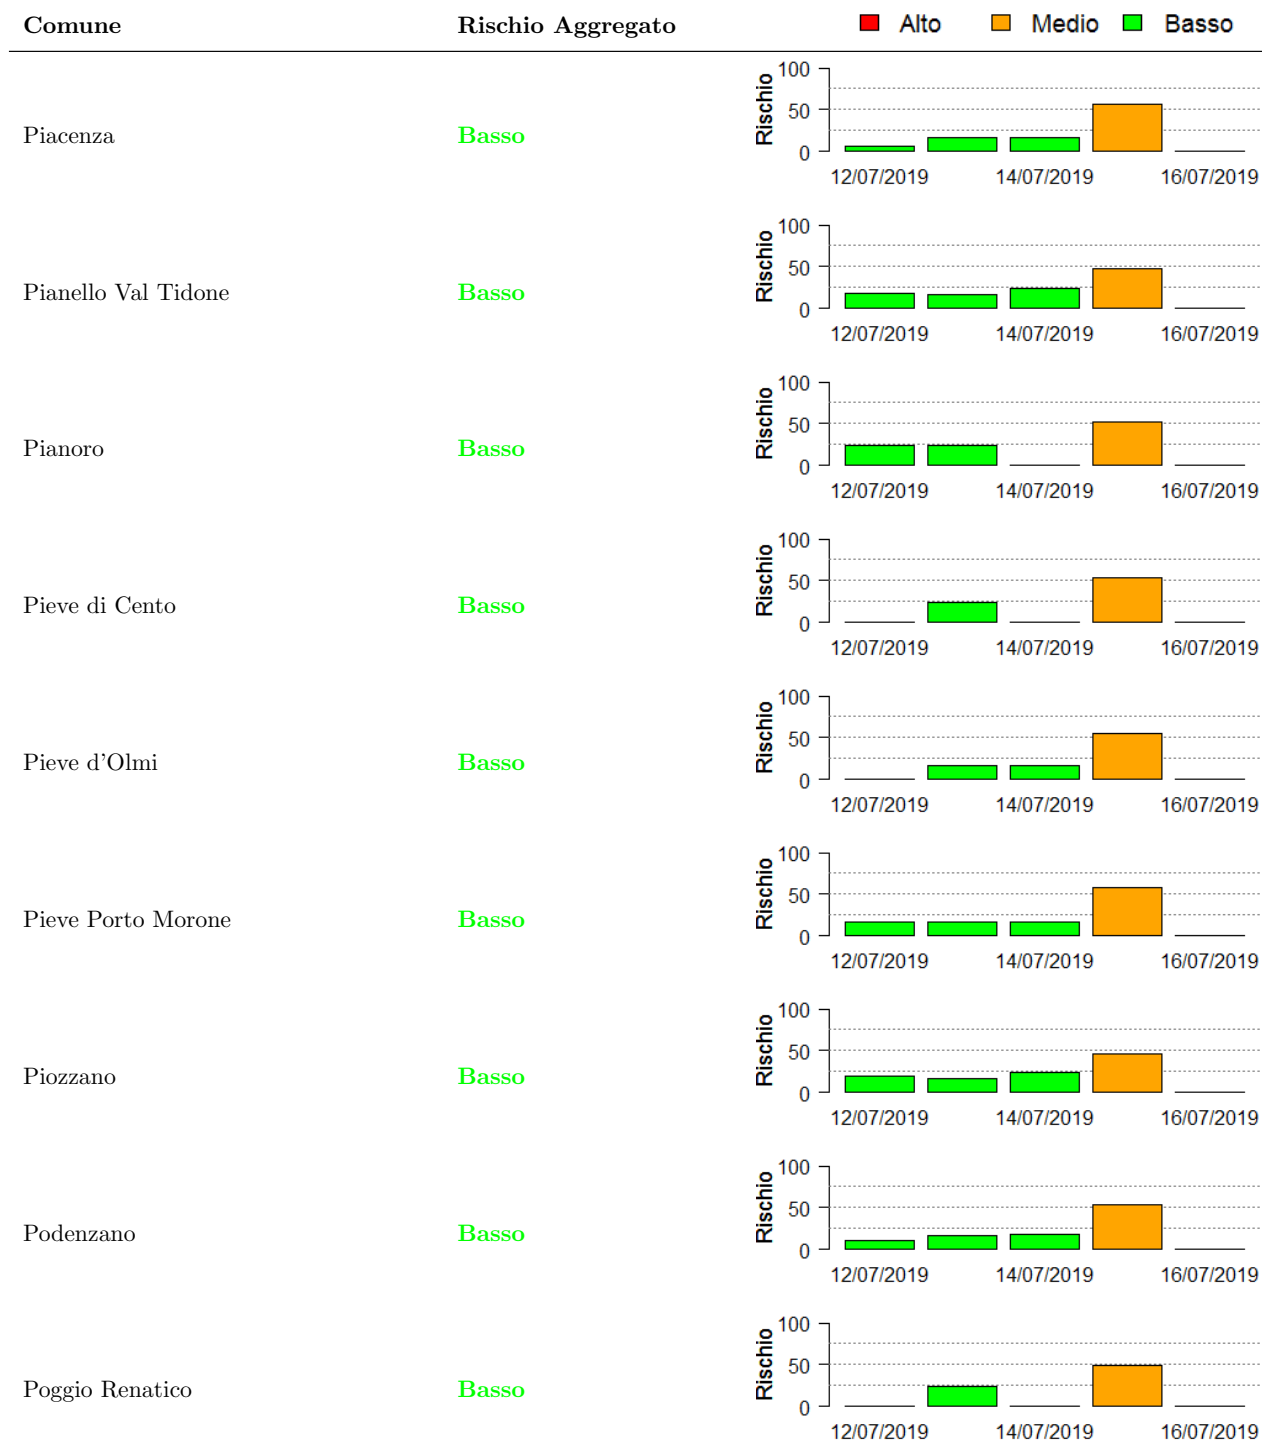 Comune Rischio Aggregato Alto Medio Basso
Piacenza Basso
Rischio
100
50
0
12/07/2019 14/07/2019 16/07/2019
Pianello Val Tidone Basso
Rischio
100
50
0
12/07/2019 14/07/2019 16/07/2019
Pianoro Basso
Rischio
100
50
0
12/07/2019 14/07/2019 16/07/2019
Pieve di Cento Basso
Rischio
100
50
0
12/07/2019 14/07/2019 16/07/2019
Pieve d'Olmi Basso
Rischio
100
50
0
12/07/2019 14/07/2019 16/07/2019
Pieve Porto Morone Basso
Rischio
100
50
0
12/07/2019 14/07/2019 16/07/2019
Piozzano Basso
Rischio
100
50
0
12/07/2019 14/07/2019 16/07/2019
Podenzano Basso
Rischio
100
50
0
12/07/2019 14/07/2019 16/07/2019
Poggio Renatico Basso
Rischio
100
50
0
12/07/2019 14/07/2019 16/07/2019